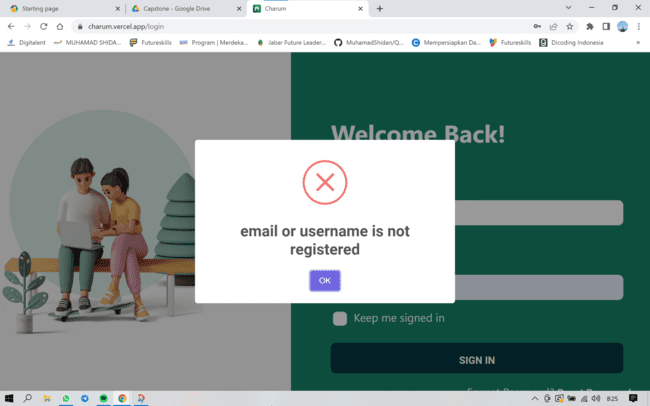 Starting page
Capstone - Google Drive
Charum
charum.vercel.app/login
Digitalent
MUHAMAD SHIDA...
Futureskills
Program | Merdeka...
Jabar Future Leader...
MuhamadShidan/Q...
Mempersiapkan Da...
Futureskills
Dicoding Indonesia
»
Welcome Back!
email or username is not
registered
OK
Keep me signed in
SIGN IN
8:25